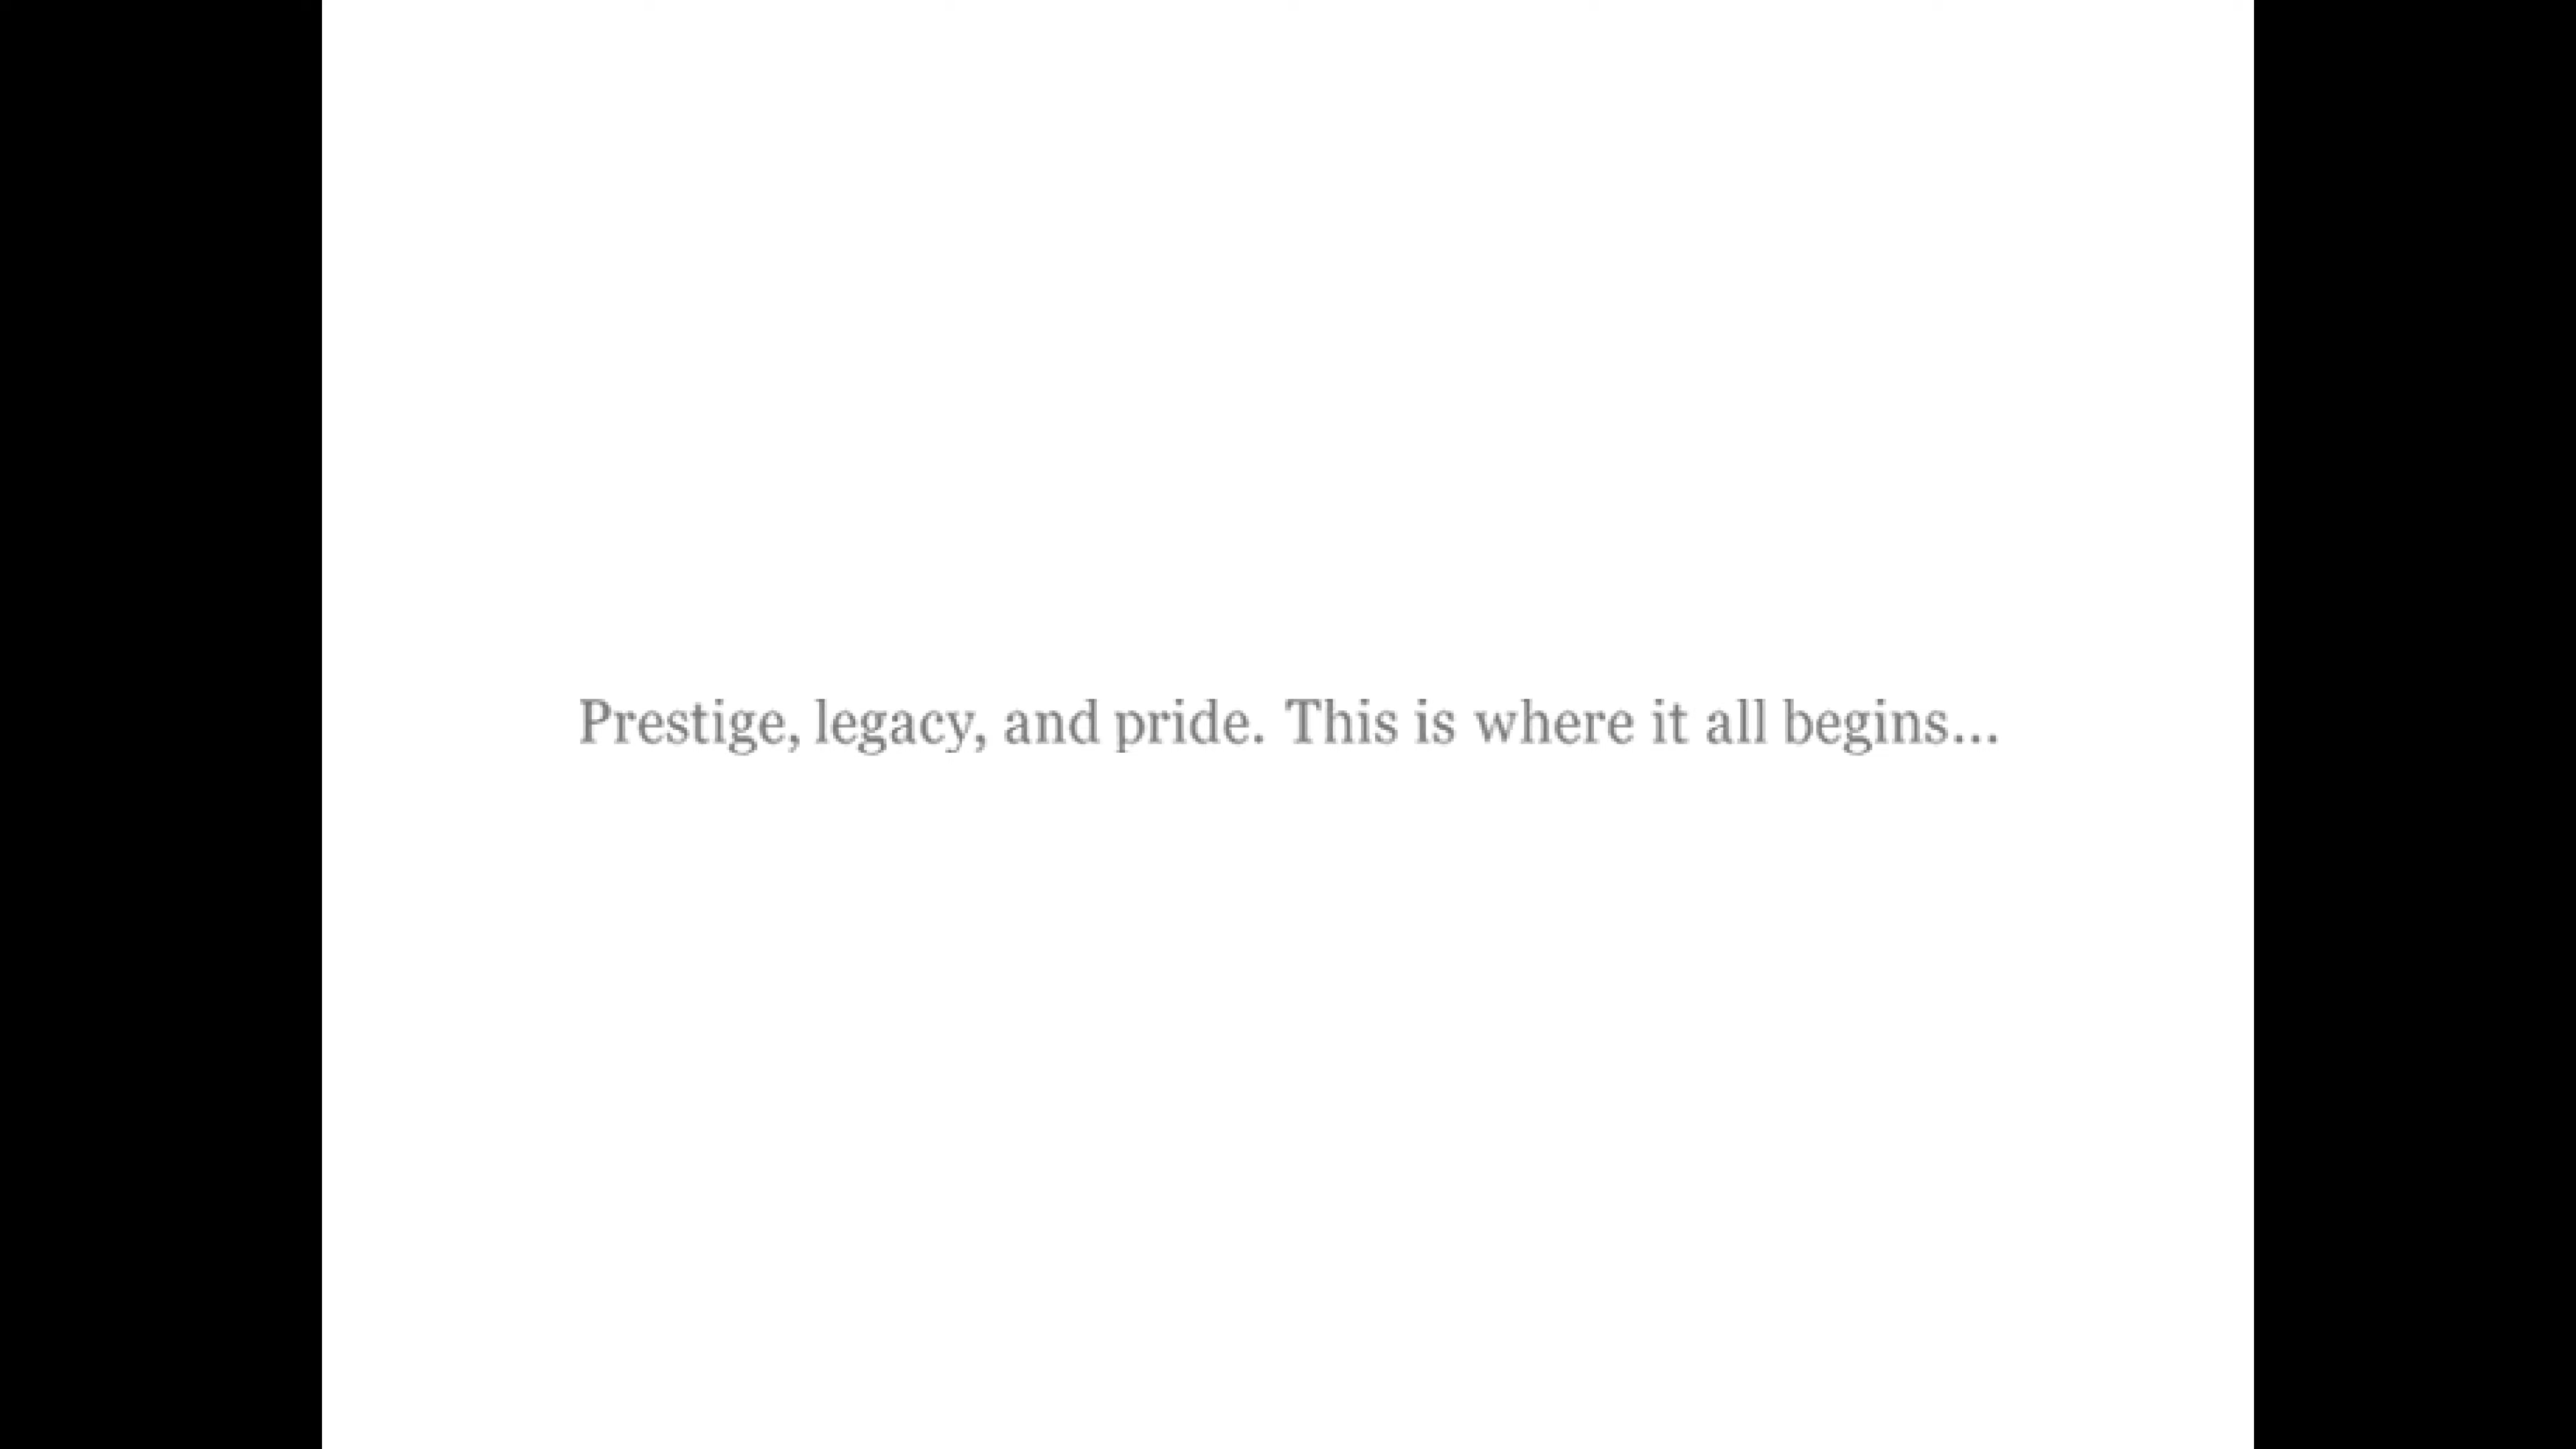 Prestige, legacy, and pride. This is where it all begins...